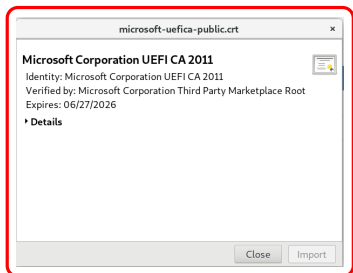 microsoft-uefica-public.crt ×
Microsoft Corporation UEFI CA 2011
Identity: Microsoft Corporation UEFI CA 2011
Verified by: Microsoft Corporation Third Party Marketplace Root
Expires: 06/27/2026
Details
Close Import